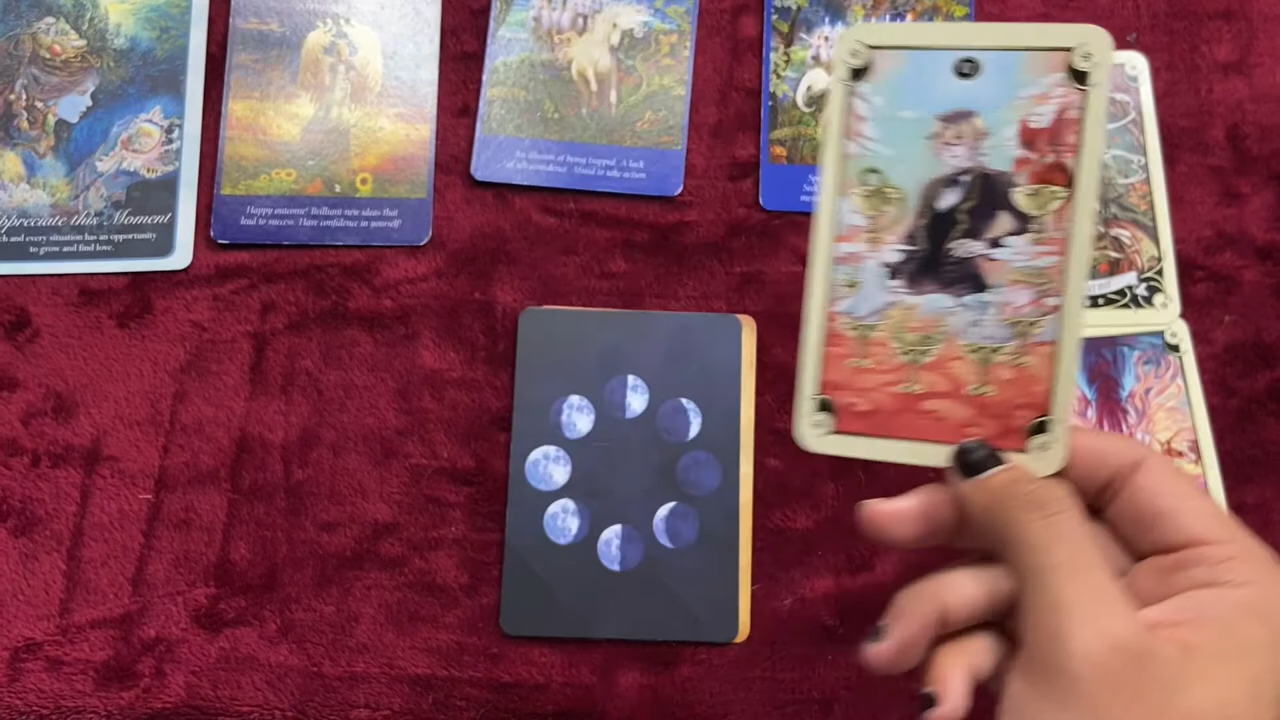 ppreciate this Moment
ch and every situation has an opportunity
to grow and find love.
Happy outcome! Brilliant new ideas that
lead to success. Have confidence in yourself!
An illusion of being trapped. A lack
of self-confidence. Afraid to take action